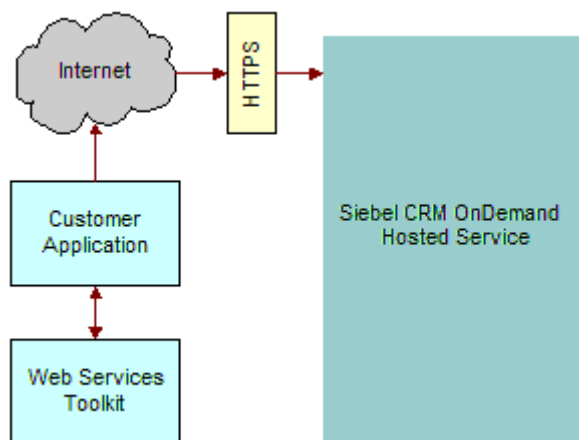 Internet
HTTPS
Siebel CRM OnDemand
Hosted Service
Customer
Application
Web Services
Toolkit